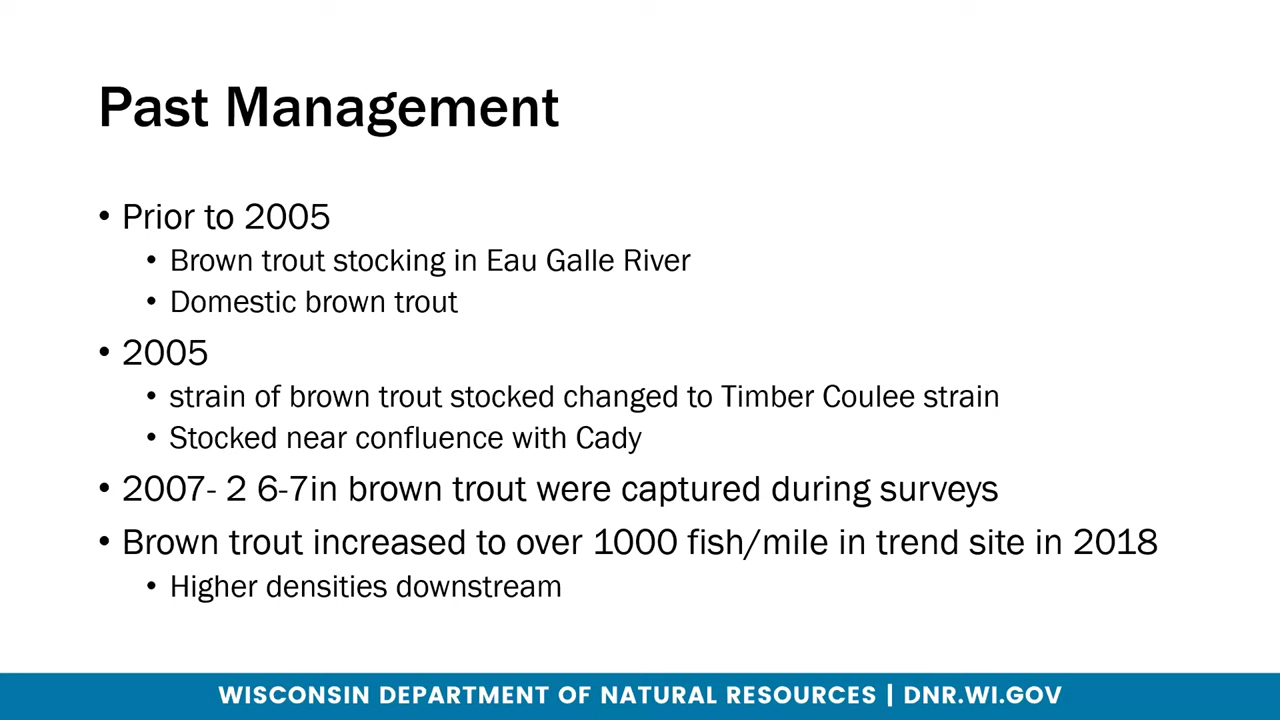 Past Management
• Prior to 2005
• Brown trout stocking in Eau Galle River
• Domestic brown trout
• 2005
• strain of brown trout stocked changed to Timber Coulee strain
• Stocked near confluence with Cady
• 2007- 2 6-7in brown trout were captured during surveys
• Brown trout increased to over 1000 fish/mile in trend site in 2018
• Higher densities downstream
WISCONSIN DEPARTMENT OF NATURAL RESOURCES | DNR.WI.GOV